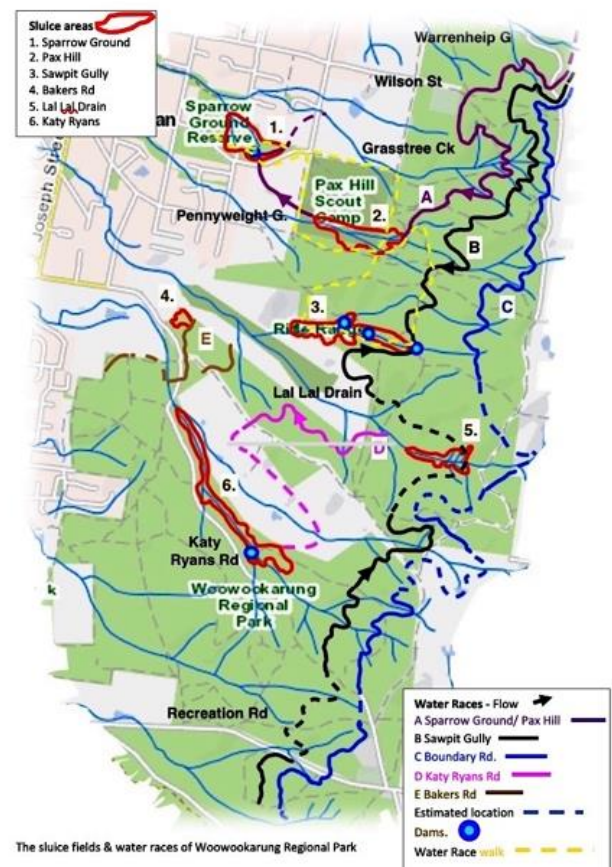 Sluice areas
1. Sparrow Ground
2. Pax Hill
3. Sawpit Gully
4. Bakers Rd
5. Lal Lal Drain
6. Katy Ryans
Warrenheip G
Wilson St
an
Sparrow
Ground
Reserve
1.
Grasstree Ck
Joseph Stree
Pax Hill
Scout
Camp
A
Pennyweight G.
2.
B
C
4.
3.
E
Lal Lal Drain
5.
D
6.
Katy
Ryans Rd
k
Woowookarung
Regional
Park
Recreation Rd
Water Races - Flow
A Sparrow Ground/ Pax Hill
B Sawpit Gully
C Boundary Rd.
D Katy Ryans Rd
E Bakers Rd
Estimated location
Dams.
Water Race walk
The sluice fields & water races of Woowookarung Regional Park